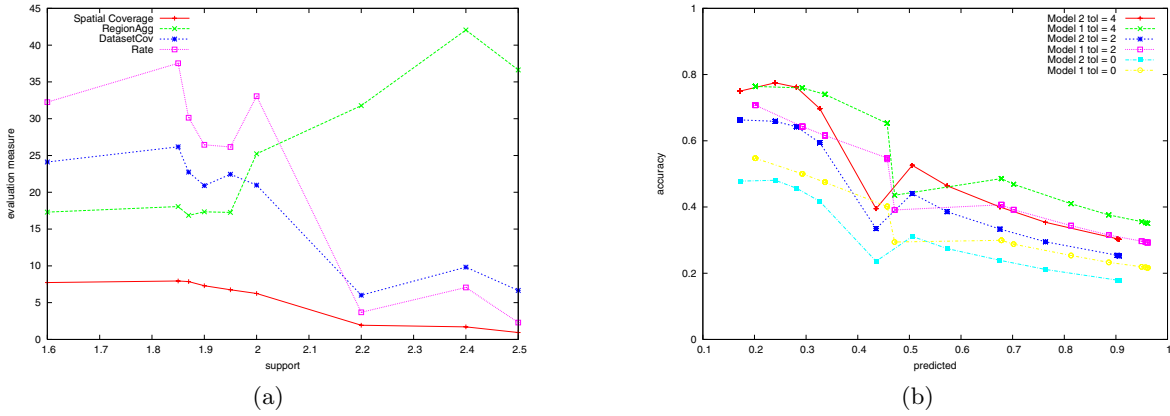 Spatial Coverage
RegionAgg
DatasetCov
Rate
45
40
35
30
25
20
15
10
5
0
evaluation measure
1.6 1.7 1.8 1.9 2 2.1 2.2 2.3 2.4 2.5
support
(a)
Model 2 tol = 4
Model 1 tol = 4
Model 2 tol = 2
Model 1 tol = 2
Model 2 tol = 0
Model 1 tol = 0
1
0.8
0.6
0.4
0.2
0
accuracy
0.1 0.2 0.3 0.4 0.5 0.6 0.7 0.8 0.9 1
predicted
(b)